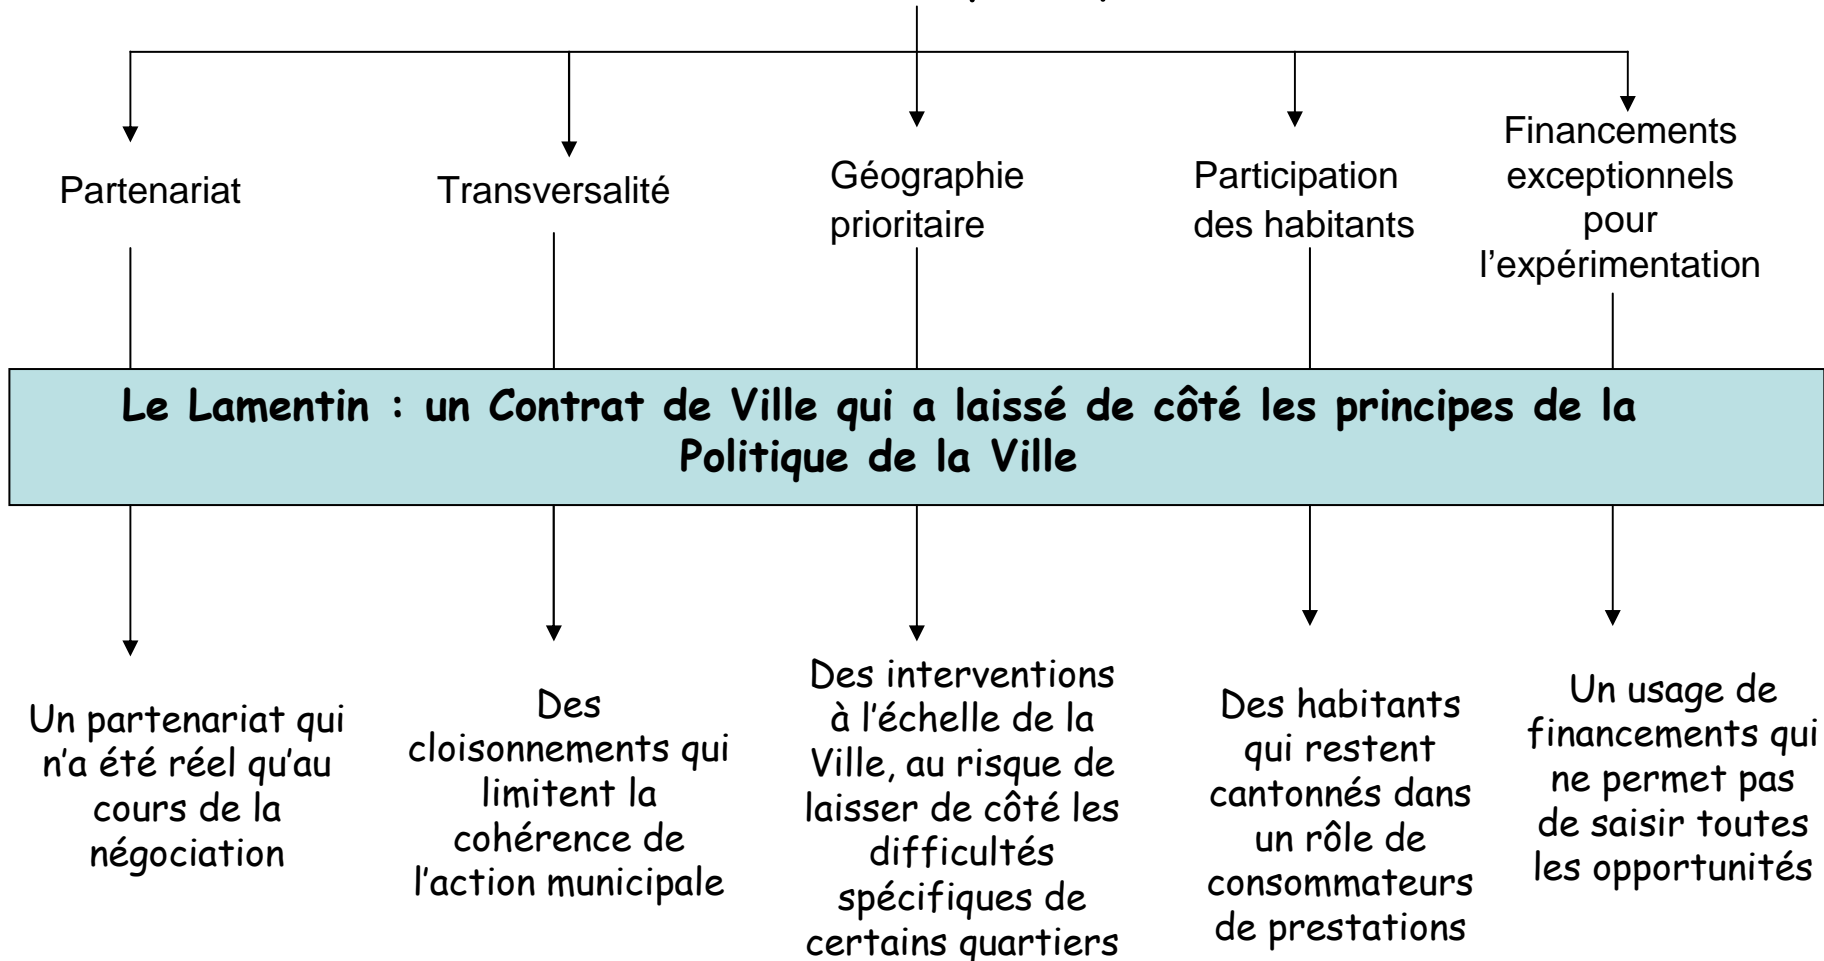 Partenariat
Transversalité
Géographie
prioritaire
Participation
des habitants
Financements
exceptionnels
pour
l'expérimentation
Le Lamentin : un Contrat de Ville qui a laissé de côté les principes de la
Politique de la Ville
Un partenariat qui
n'a été réel qu'au
cours de la
négociation
Des
cloisonnements qui
limitent la
cohérence de
l'action municipale
Des interventions
à l'échelle de la
Ville, au risque de
laisser de côté les
difficultés
spécifiques de
certains quartiers
Des habitants
qui restent
cantonnés dans
un rôle de
consommateurs
de prestations
Un usage de
financements qui
ne permet pas
de saisir toutes
les opportunités